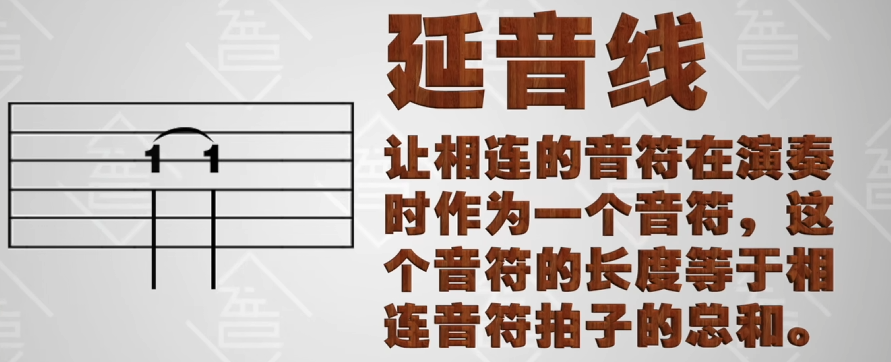 延音线
1 1
让相连的音符在演奏
时作为一个音符，这
个音符的长度等于相
连音符拍子的总和。